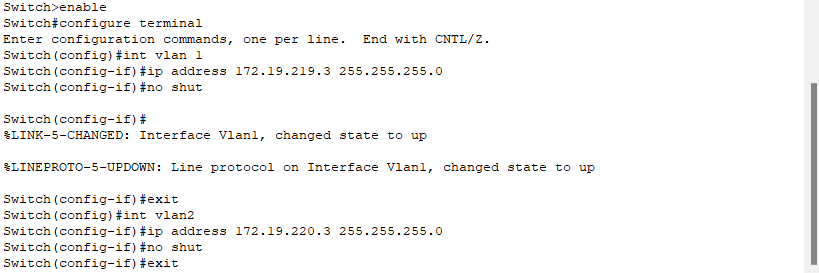 Switch>enable
Switch#configure terminal
Enter configuration commands, one per line.  End with CNTL/Z.
Switch(config)#int vlan 1
Switch(config-if)#ip address 172.19.219.3 255.255.255.0
Switch(config-if)#no shut
Switch(config-if)#
%LINK-5-CHANGED: Interface Vlan1, changed state to up
%LINEPROTO-5-UPDOWN: Line protocol on Interface Vlan1, changed state to up
Switch(config-if)#exit
Switch(config)#int vlan2
Switch(config-if)#ip address 172.19.220.3 255.255.255.0
Switch(config-if)#no shut
Switch(config-if)#exit